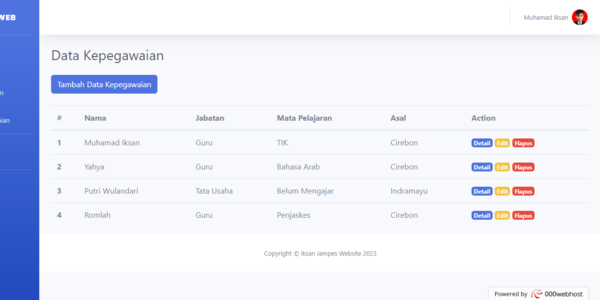 WEB
Muhamad Iksan
Data Kepegawaian
Tambah Data Kepegawaian
# Nama Jabatan Mata Pelajaran Asal Action
1 Muhamad Iksan Guru TIK Cirebon Detail Edit Hapus
2 Yahya Guru Bahasa Arab Cirebon Detail Edit Hapus
3 Putri Wulandari Tata Usaha Belum Mengajar Indramayu Detail Edit Hapus
4 Romlah Guru Penjaskes Cirebon Detail Edit Hapus
Copyright © Iksan Jampes Website 2023
Powered by 000webhost